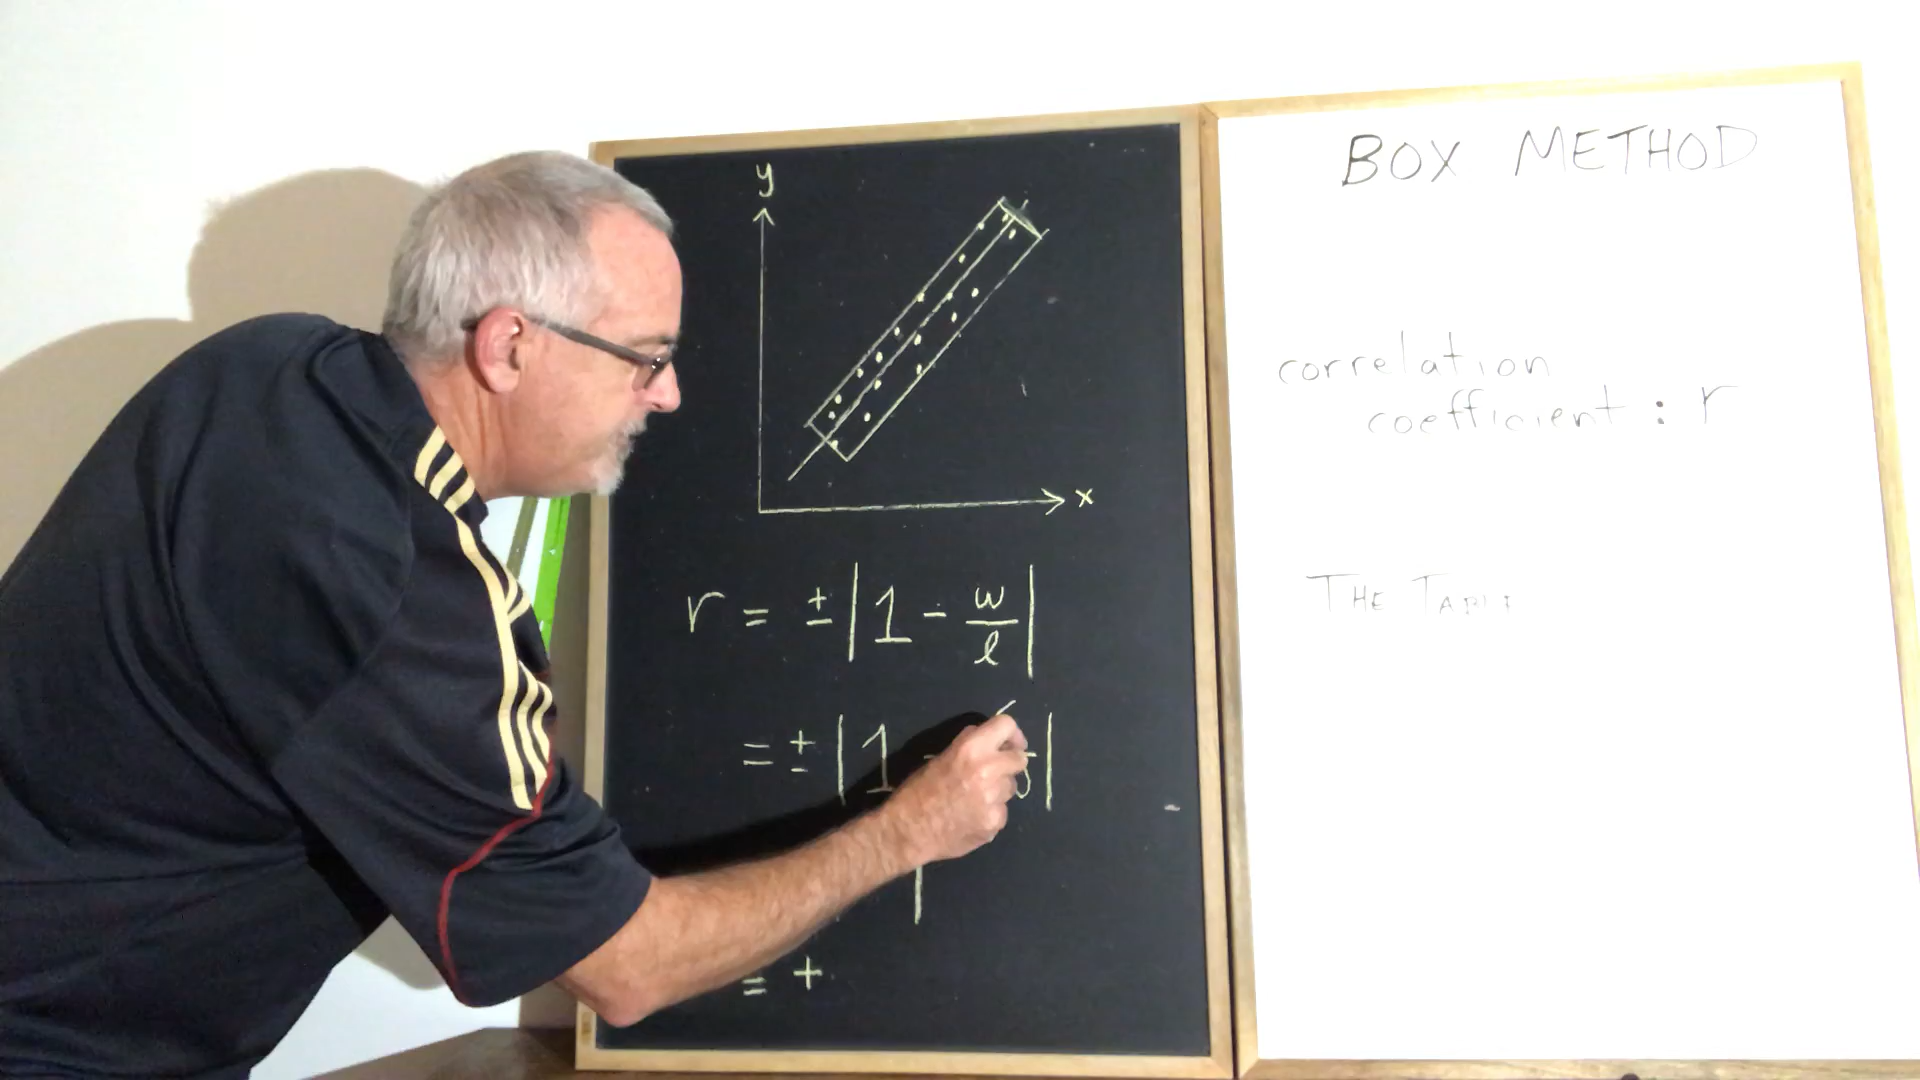 y
x
r = ± |1 - w/l|
= ± |1 -
= +
BOX METHOD
correlation
coefficient : r
THE